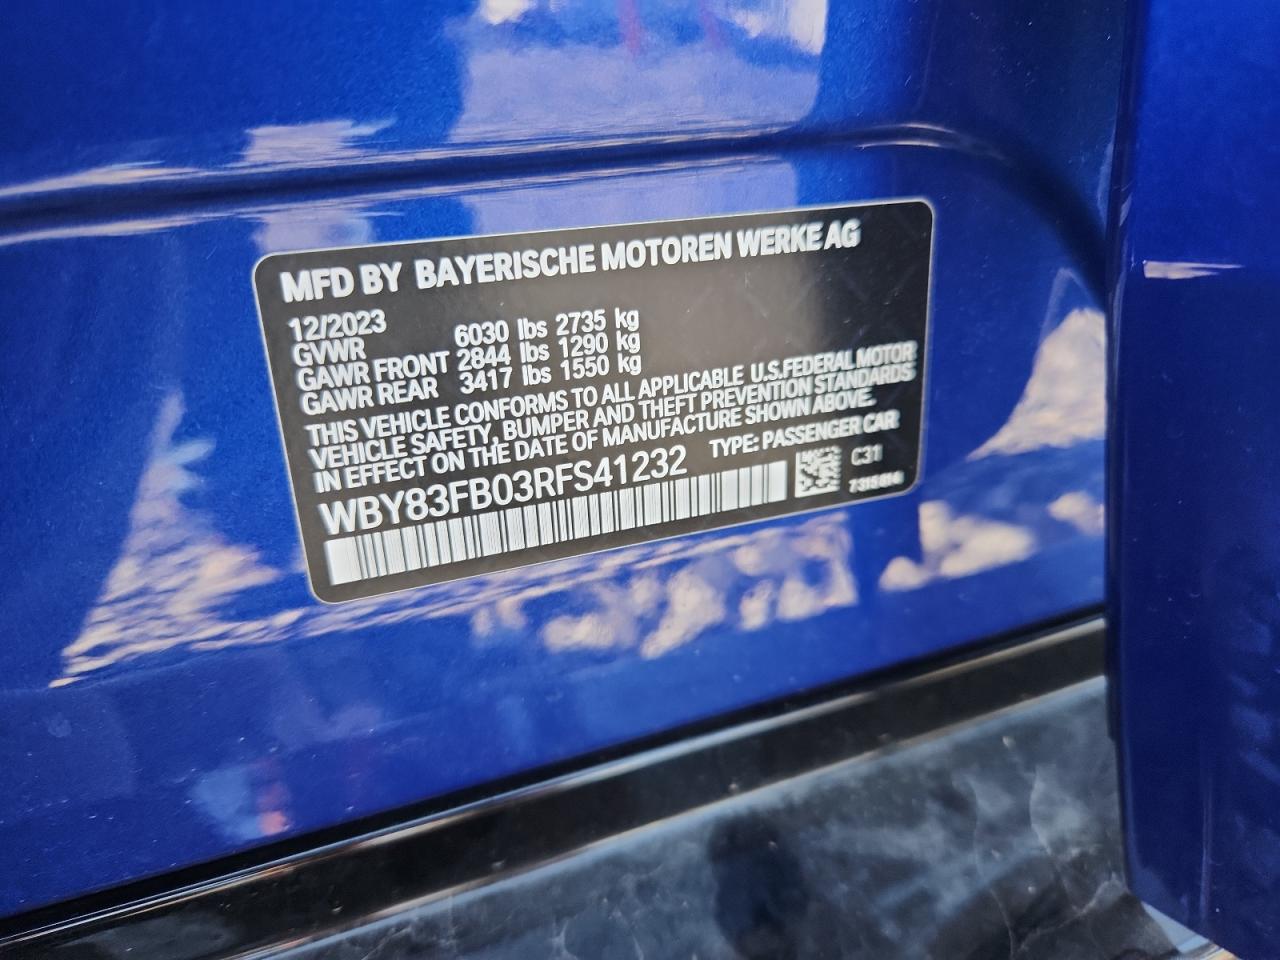 MFD BY BAYERISCHE MOTOREN WERKE AG
12/2023
GVWR 6030 lbs 2735 kg
GAWR FRONT 2844 lbs 1290 kg
GAWR REAR 3417 lbs 1550 kg
THIS VEHICLE CONFORMS TO ALL APPLICABLE U.S.FEDERAL MOTOR
VEHICLE SAFETY, BUMPER AND THEFT PREVENTION STANDARDS
IN EFFECT ON THE DATE OF MANUFACTURE SHOWN ABOVE.
WBY83FB03RFS41232 TYPE: PASSENGER CAR
C31